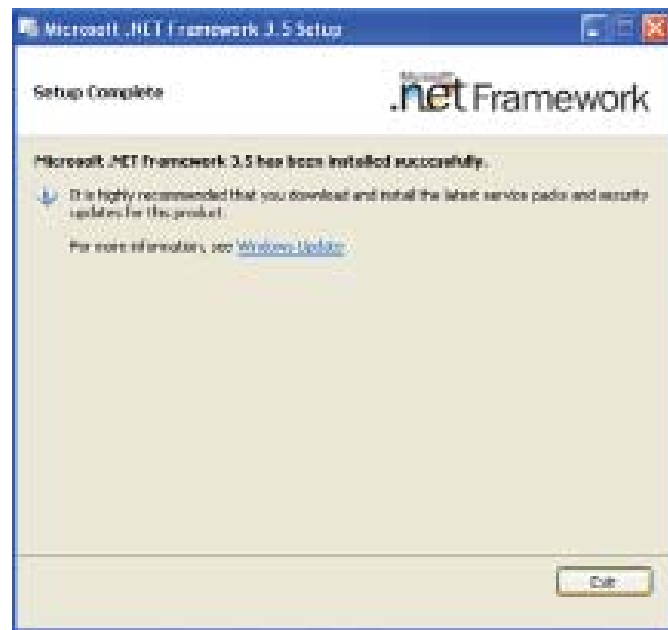 Microsoft .NET Framework 3.5 Setup
Setup Complete
Microsoft
.net Framework
Microsoft .NET Framework 3.5 has been installed successfully.
It is highly recommended that you download and install the latest service packs and security
updates for this product.
For more information, see Windows Update
Exit